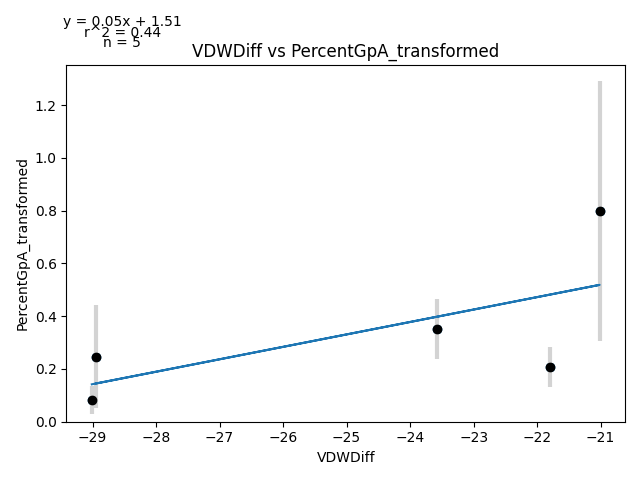 y = 0.05x + 1.51
r^2 = 0.44
n = 5
VDWDiff vs PercentGpA_transformed
PercentGpA_transformed
1.2
1.0
0.8
0.6
0.4
0.2
0.0
−29
−28
−27
−26
−25
−24
−23
−22
−21
VDWDiff